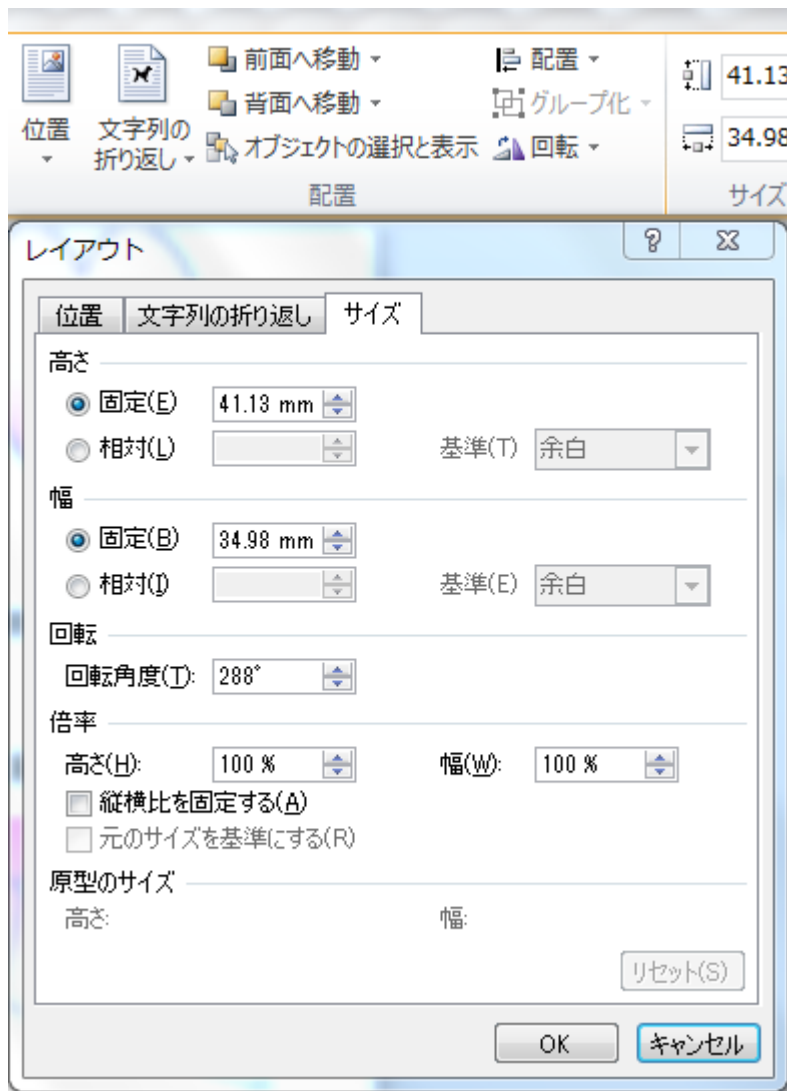 前面へ移動 配置 41.13
背面へ移動 グループ化
位置 文字列の折り返し オブジェクトの選択と表示 回転 34.98
配置 サイズ
レイアウト
位置 文字列の折り返し サイズ
高さ
固定(E) 41.13 mm
相対(L) 基準(T) 余白
幅
固定(B) 34.98 mm
相対(I) 基準(E) 余白
回転
回転角度(T): 288°
倍率
高さ(H): 100 % 幅(W): 100 %
縦横比を固定する(A)
元のサイズを基準にする(R)
原型のサイズ
高さ: 幅:
リセット(S)
OK キャンセル